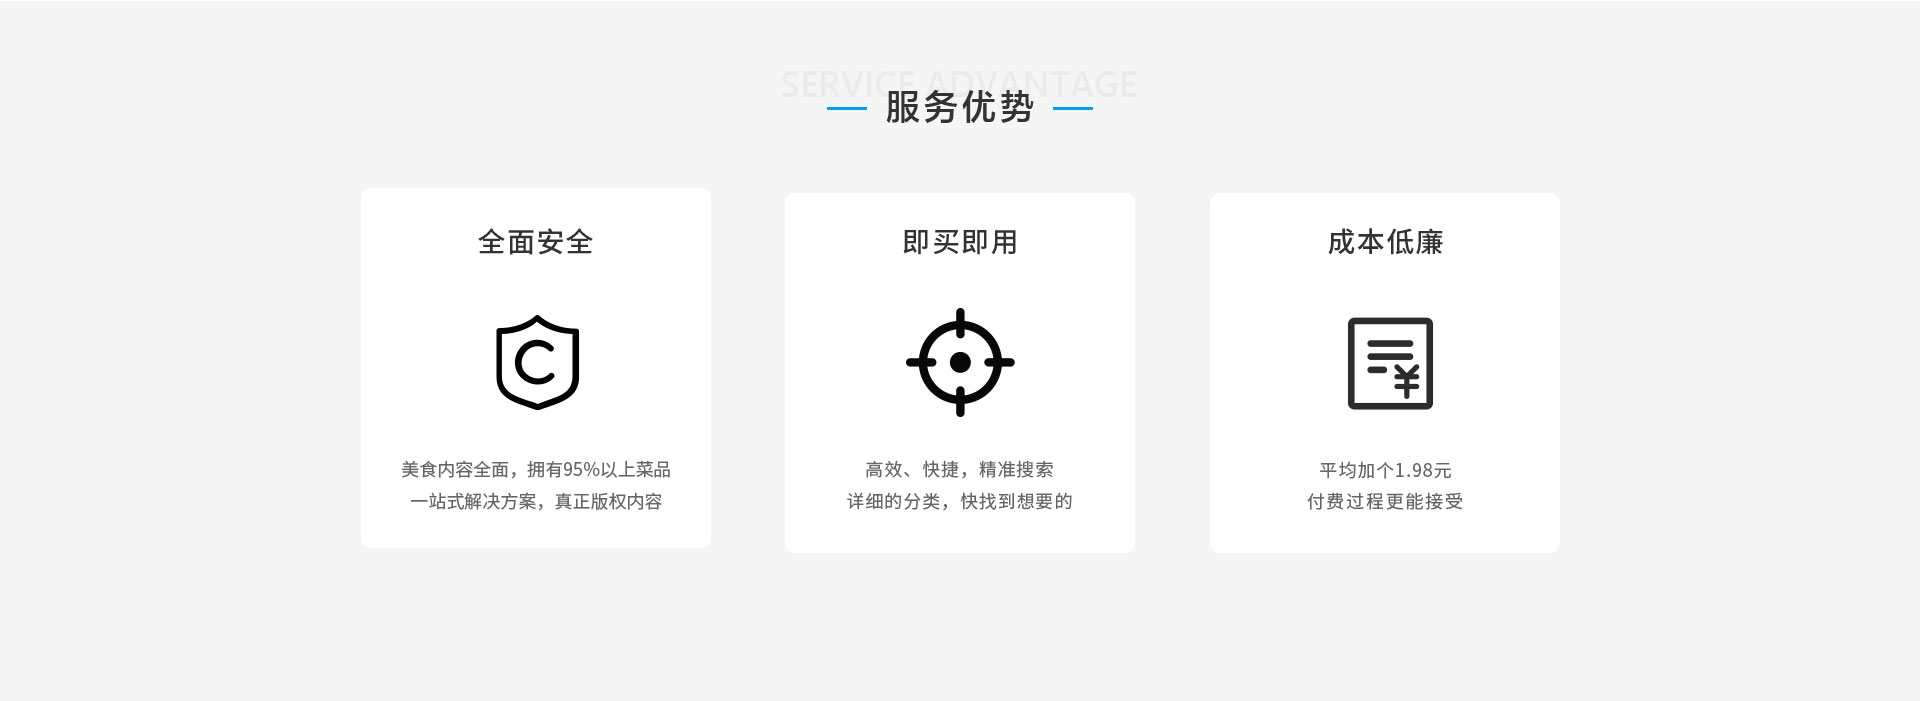 SERVICE ADVANTAGE
服务优势
全面安全
美食内容全面，拥有95%以上菜品
一站式解决方案，真正版权内容
即买即用
高效、快捷，精准搜索
详细的分类，快找到想要的
成本低廉
平均加个1.98元
付费过程更能接受